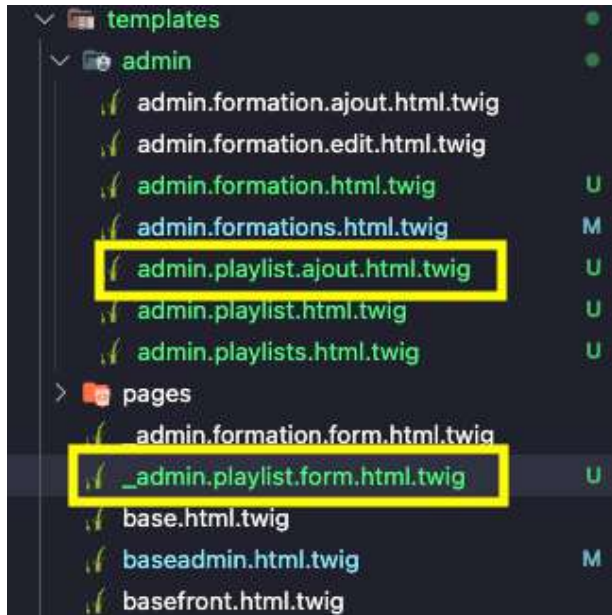 templates
admin
admin.formation.ajout.html.twig
admin.formation.edit.html.twig
admin.formation.html.twig U
admin.formations.html.twig M
admin.playlist.ajout.html.twig U
admin.playlist.html.twig U
admin.playlists.html.twig U
pages
_admin.formation.form.html.twig
_admin.playlist.form.html.twig U
base.html.twig
baseadmin.html.twig M
basefront.html.twig